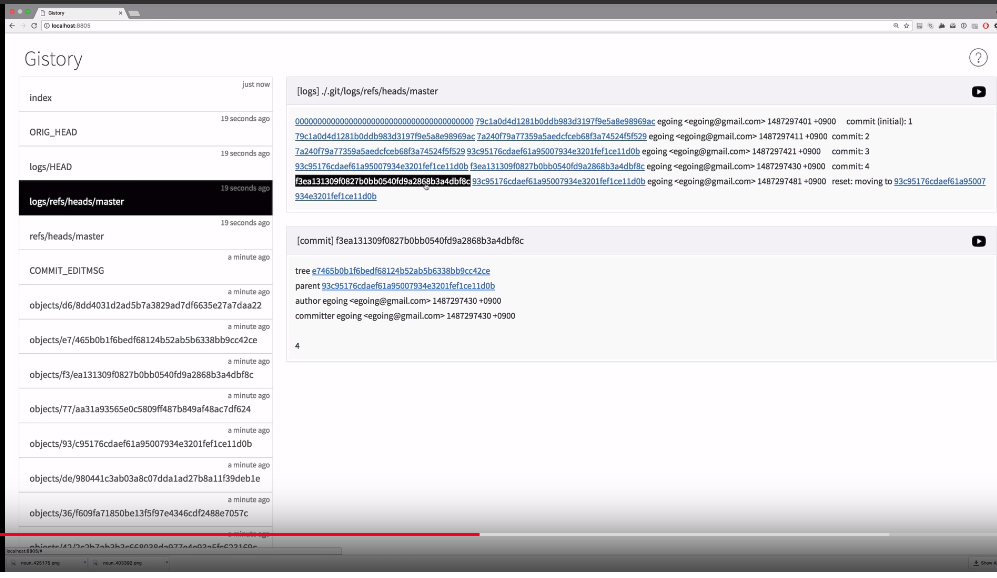 Gistory
localhost:8805
Gistory
just now
index
19 seconds ago
ORIG_HEAD
19 seconds ago
logs/HEAD
19 seconds ago
logs/refs/heads/master
19 seconds ago
refs/heads/master
a minute ago
COMMIT_EDITMSG
a minute ago
objects/d6/8dd4031d2ad5b7a3829ad7df6635e27a7daa22
a minute ago
objects/e7/465b0b1f6bedf68124b52ab5b6338bb9cc42ce
a minute ago
objects/f3/ea131309f0827b0bb0540fd9a2868b3a4dbf8c
a minute ago
objects/77/aa31a93565e0c5809ff487b849af48ac7df624
a minute ago
objects/93/c95176cdaef61a95007934e3201fef1ce11d0b
a minute ago
objects/de/980441c3ab03a8c07dda1ad27b8a11f39deb1e
a minute ago
objects/36/f609fa71850be13f5f97e4346cdf2488e7057c
a minute ago
?
[logs] ./.git/logs/refs/heads/master
0000000000000000000000000000000000000000 79c1a0d4d1281b0ddb983d3197f9e5a8e98969ac egoing <egoing@gmail.com> 1487297401 +0900 commit (initial): 1
79c1a0d4d1281b0ddb983d3197f9e5a8e98969ac 7a240f79a77359a5aedcfceb68f3a74524f5f529 egoing <egoing@gmail.com> 1487297411 +0900 commit: 2
7a240f79a77359a5aedcfceb68f3a74524f5f529 93c95176cdaef61a95007934e3201fef1ce11d0b egoing <egoing@gmail.com> 1487297421 +0900 commit: 3
93c95176cdaef61a95007934e3201fef1ce11d0b f3ea131309f0827b0bb0540fd9a2868b3a4dbf8c egoing <egoing@gmail.com> 1487297430 +0900 commit: 4
f3ea131309f0827b0bb0540fd9a2868b3a4dbf8c 93c95176cdaef61a95007934e3201fef1ce11d0b egoing <egoing@gmail.com> 1487297481 +0900 reset: moving to 93c95176cdaef61a95007
934e3201fef1ce11d0b
[commit] f3ea131309f0827b0bb0540fd9a2868b3a4dbf8c
tree e7465b0b1f6bedf68124b52ab5b6338bb9cc42ce
parent 93c95176cdaef61a95007934e3201fef1ce11d0b
author egoing <egoing@gmail.com> 1487297430 +0900
committer egoing <egoing@gmail.com> 1487297430 +0900
4
localhost:8805/#